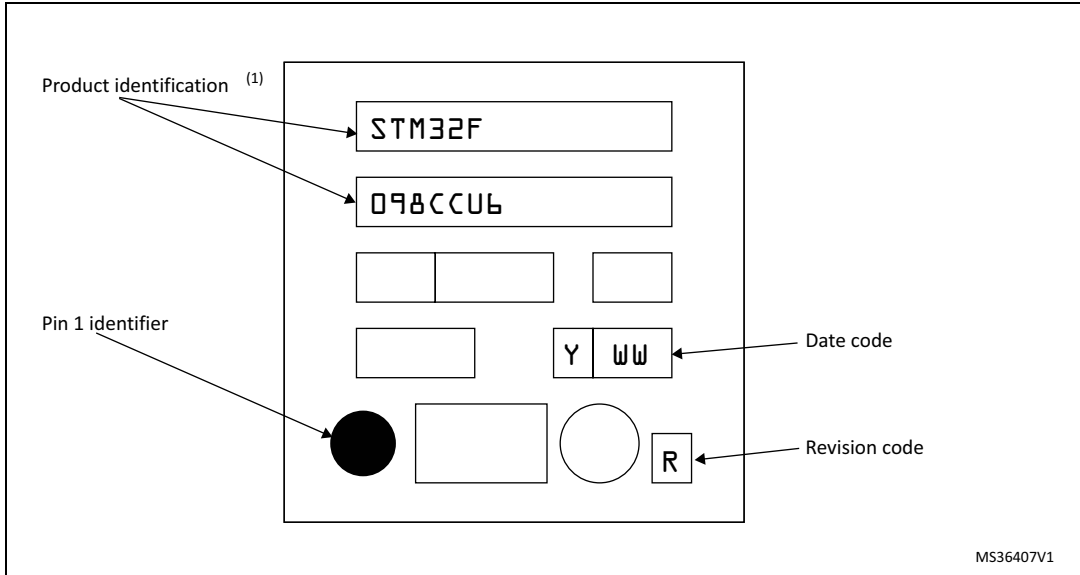 Product identification (1)
STM32F
098CCU6
Pin 1 identifier
Y WW
Date code
R
Revision code
MS36407V1